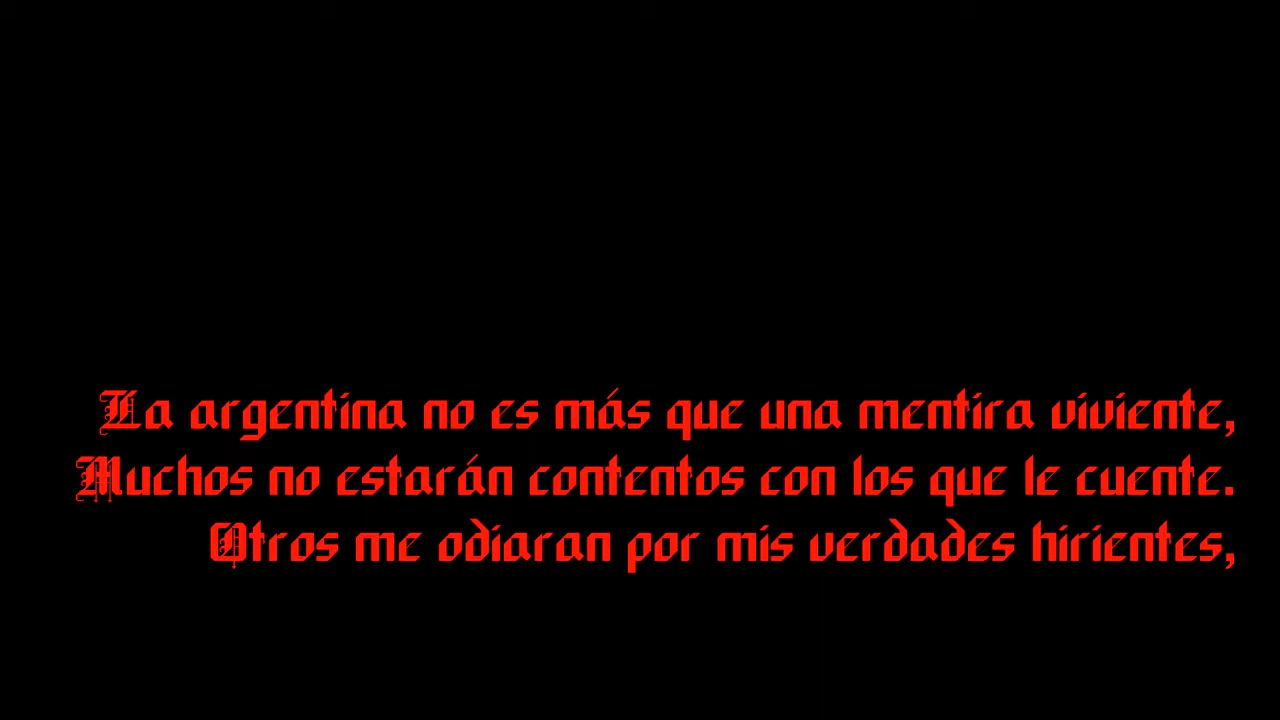 La argentina no es más que una mentira viviente,
Muchos no estarán contentos con los que le cuente.
Otros me odiaran por mis verdades hirientes,